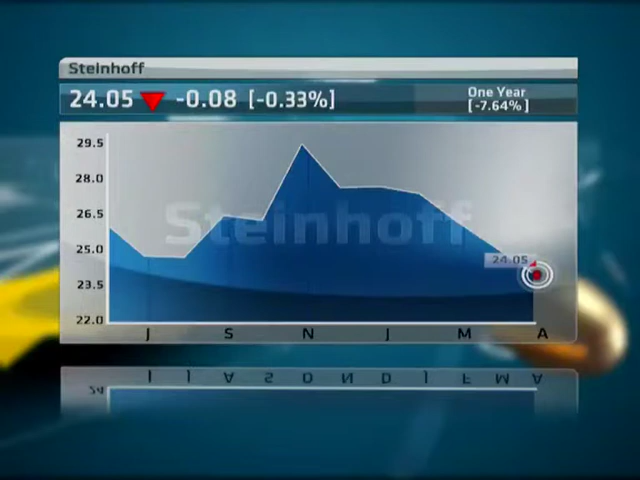 Steinhoff
24.05 -0.08 [-0.33%]
One Year
[-7.64%]
29.5
28.0
26.5
25.0
23.5
22.0
Steinhoff
24.05
J S N J M A
24
J J A S O N D J F M A